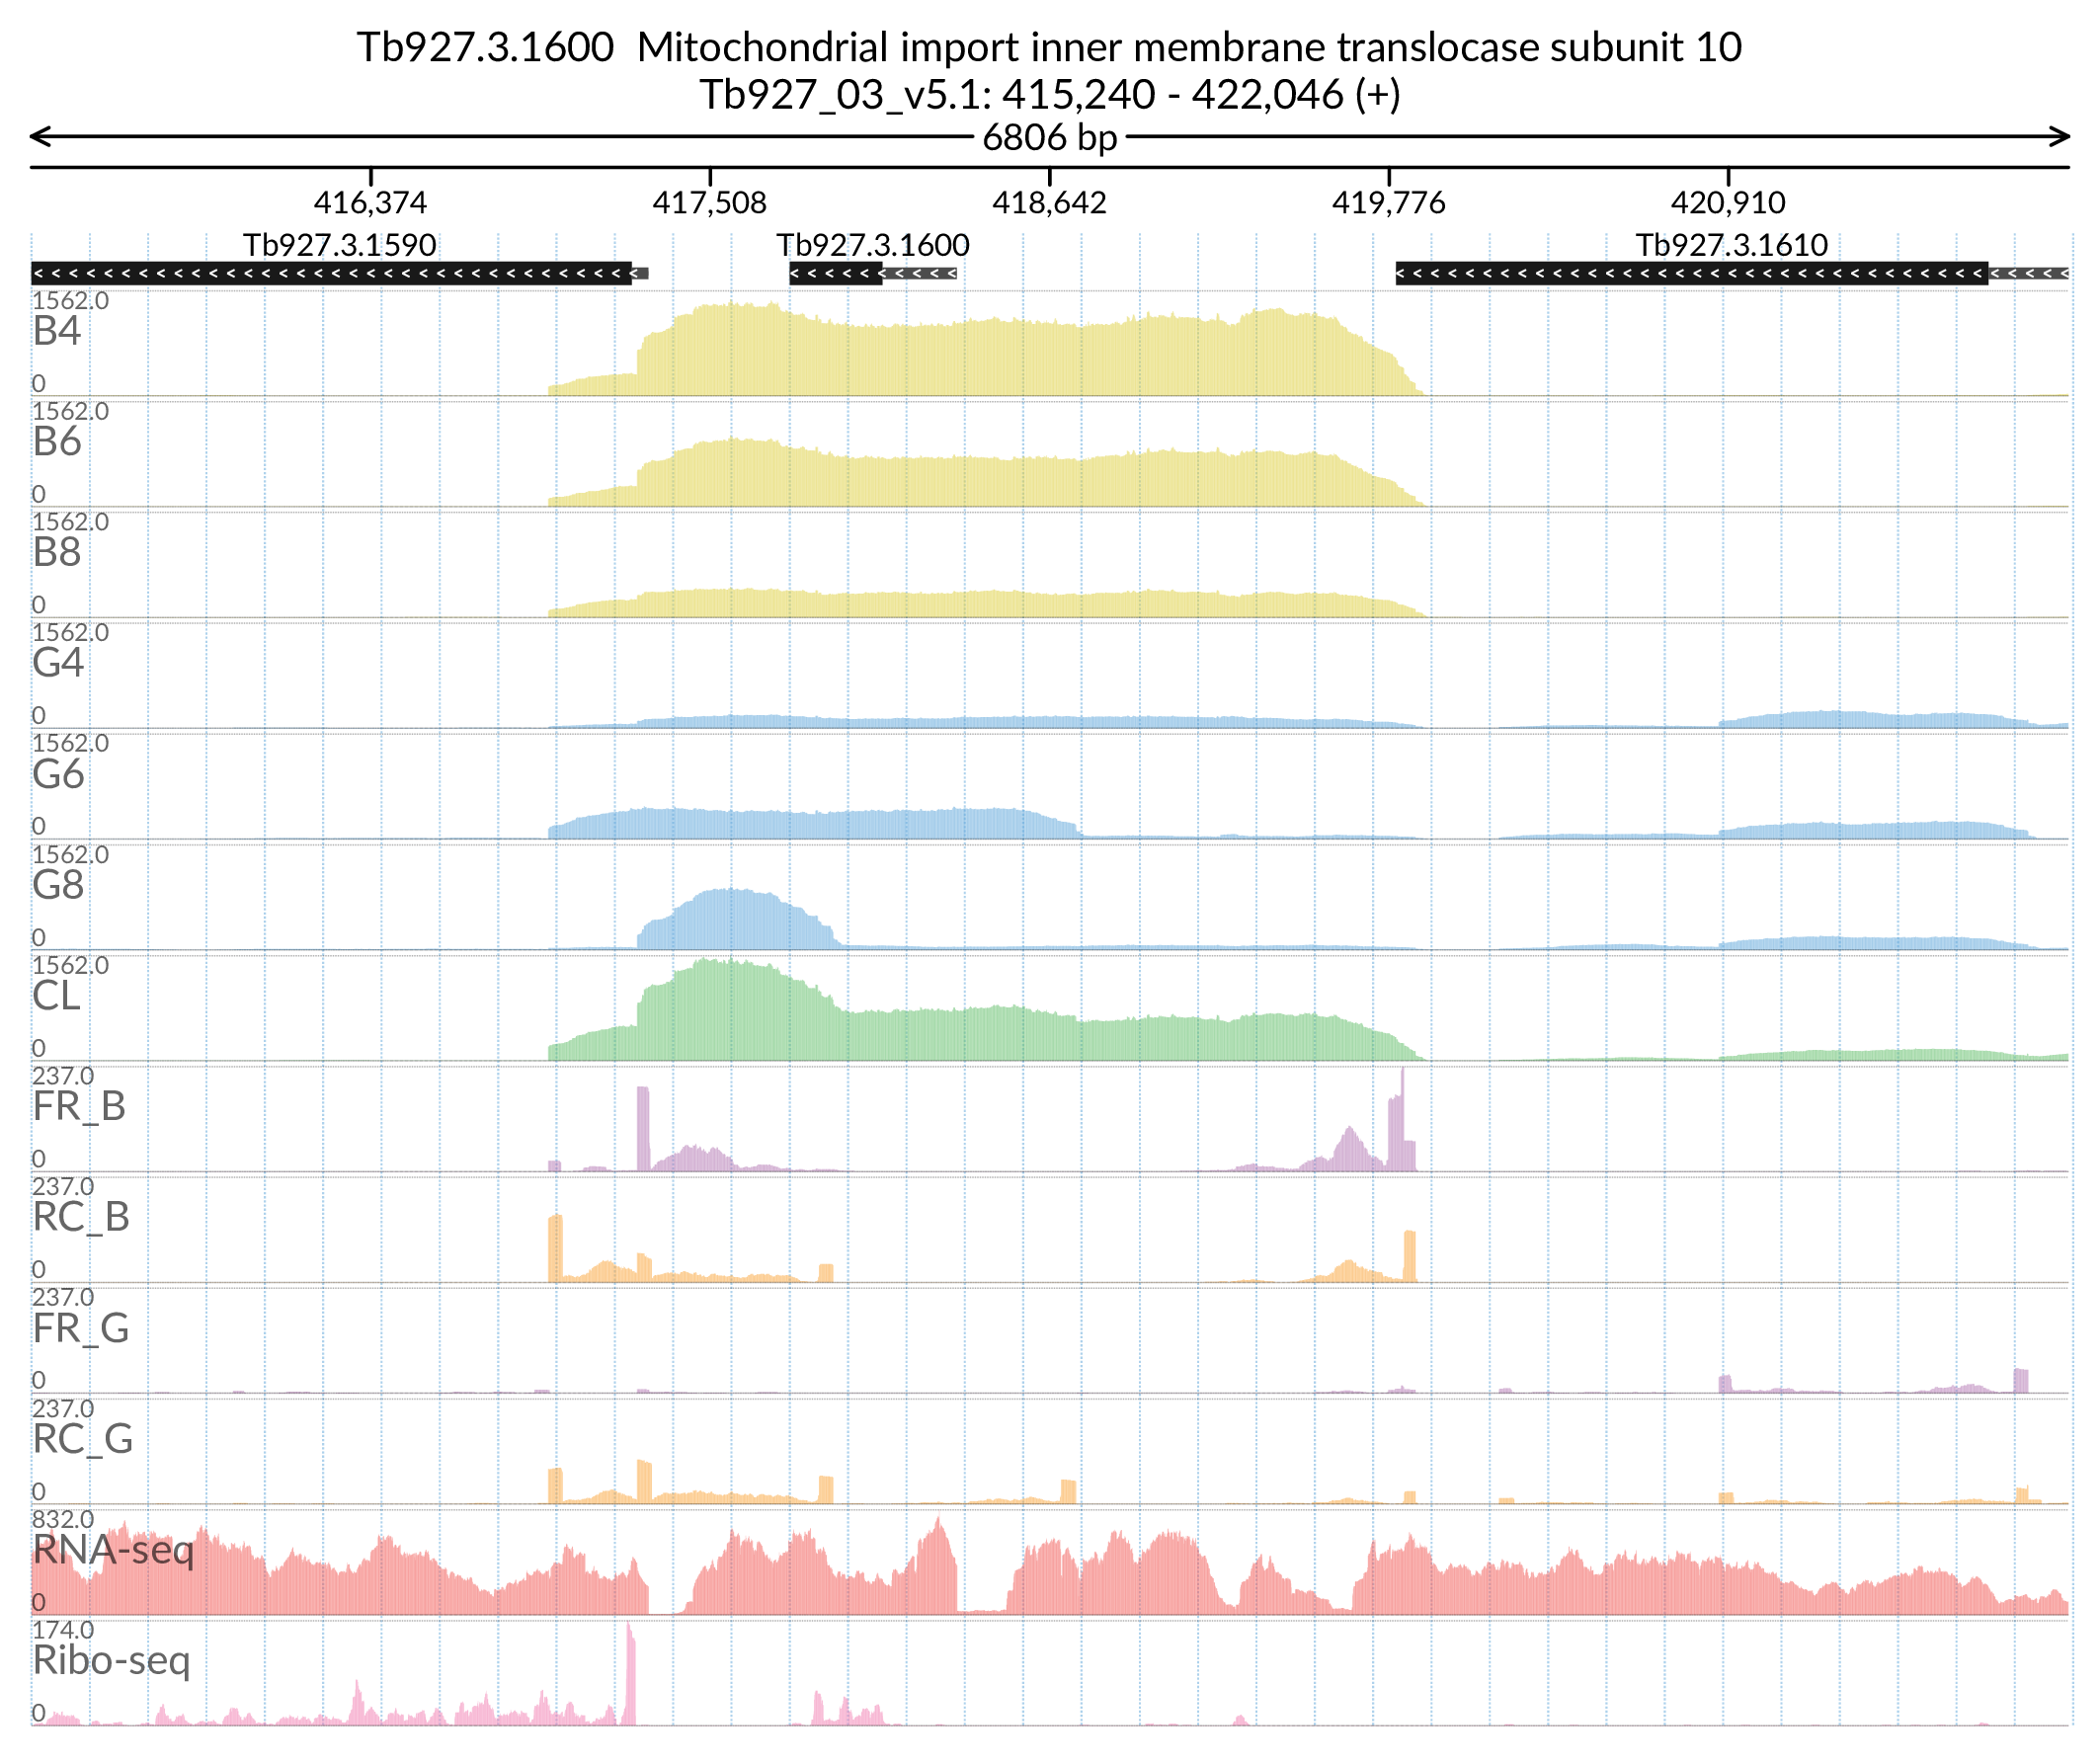 Tb927.3.1600 Mitochondrial import inner membrane translocase subunit 10
Tb927_03_v5.1: 415,240 - 422,046 (+)
6806 bp
416,374 417,508 418,642 419,776 420,910
Tb927.3.1590 Tb927.3.1600 Tb927.3.1610
1562.0
B4
0
1562.0
B6
0
1562.0
B8
0
1562.0
G4
0
1562.0
G6
0
1562.0
G8
0
1562.0
CL
0
237.0
FR_B
0
237.0
RC_B
0
237.0
FR_G
0
237.0
RC_G
0
832.0
RNA-seq
0
174.0
Ribo-seq
0